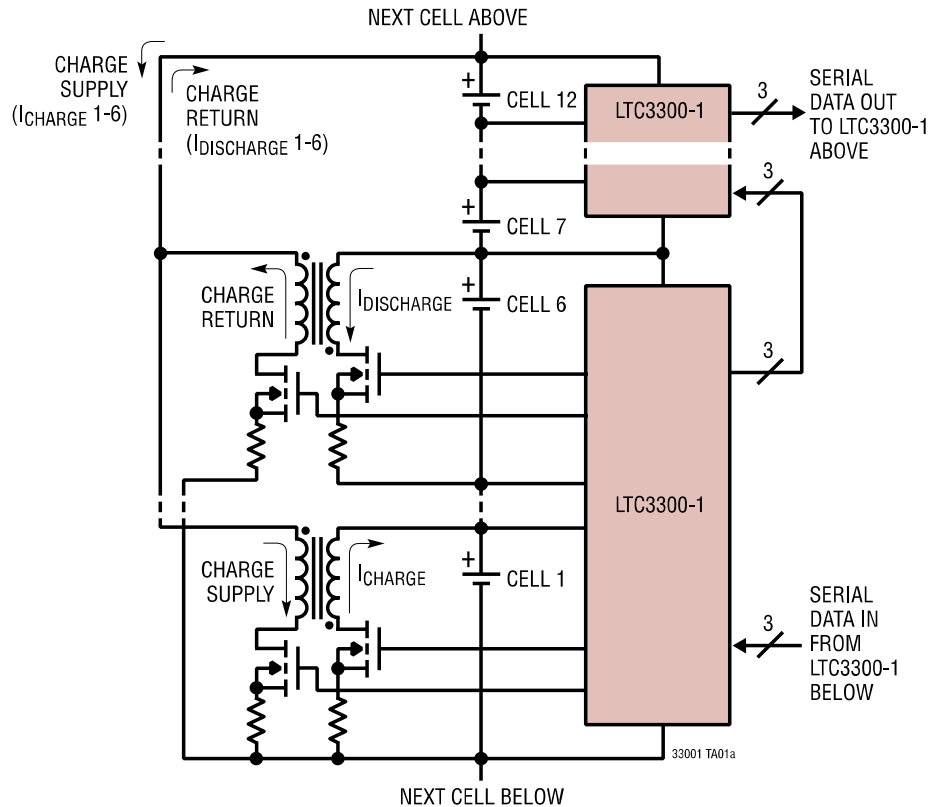 NEXT CELL ABOVE
CHARGE
SUPPLY
(ICHARGE 1-6)
CHARGE
RETURN
(IDISCHARGE 1-6)
+
CELL 12
LTC3300-1
3
SERIAL
DATA OUT
TO LTC3300-1
ABOVE
3
+
CELL 7
CHARGE
RETURN
IDISCHARGE
+
CELL 6
3
LTC3300-1
CHARGE
SUPPLY
ICHARGE
+
CELL 1
3
SERIAL
DATA IN
FROM
LTC3300-1
BELOW
33001 TA01a
NEXT CELL BELOW